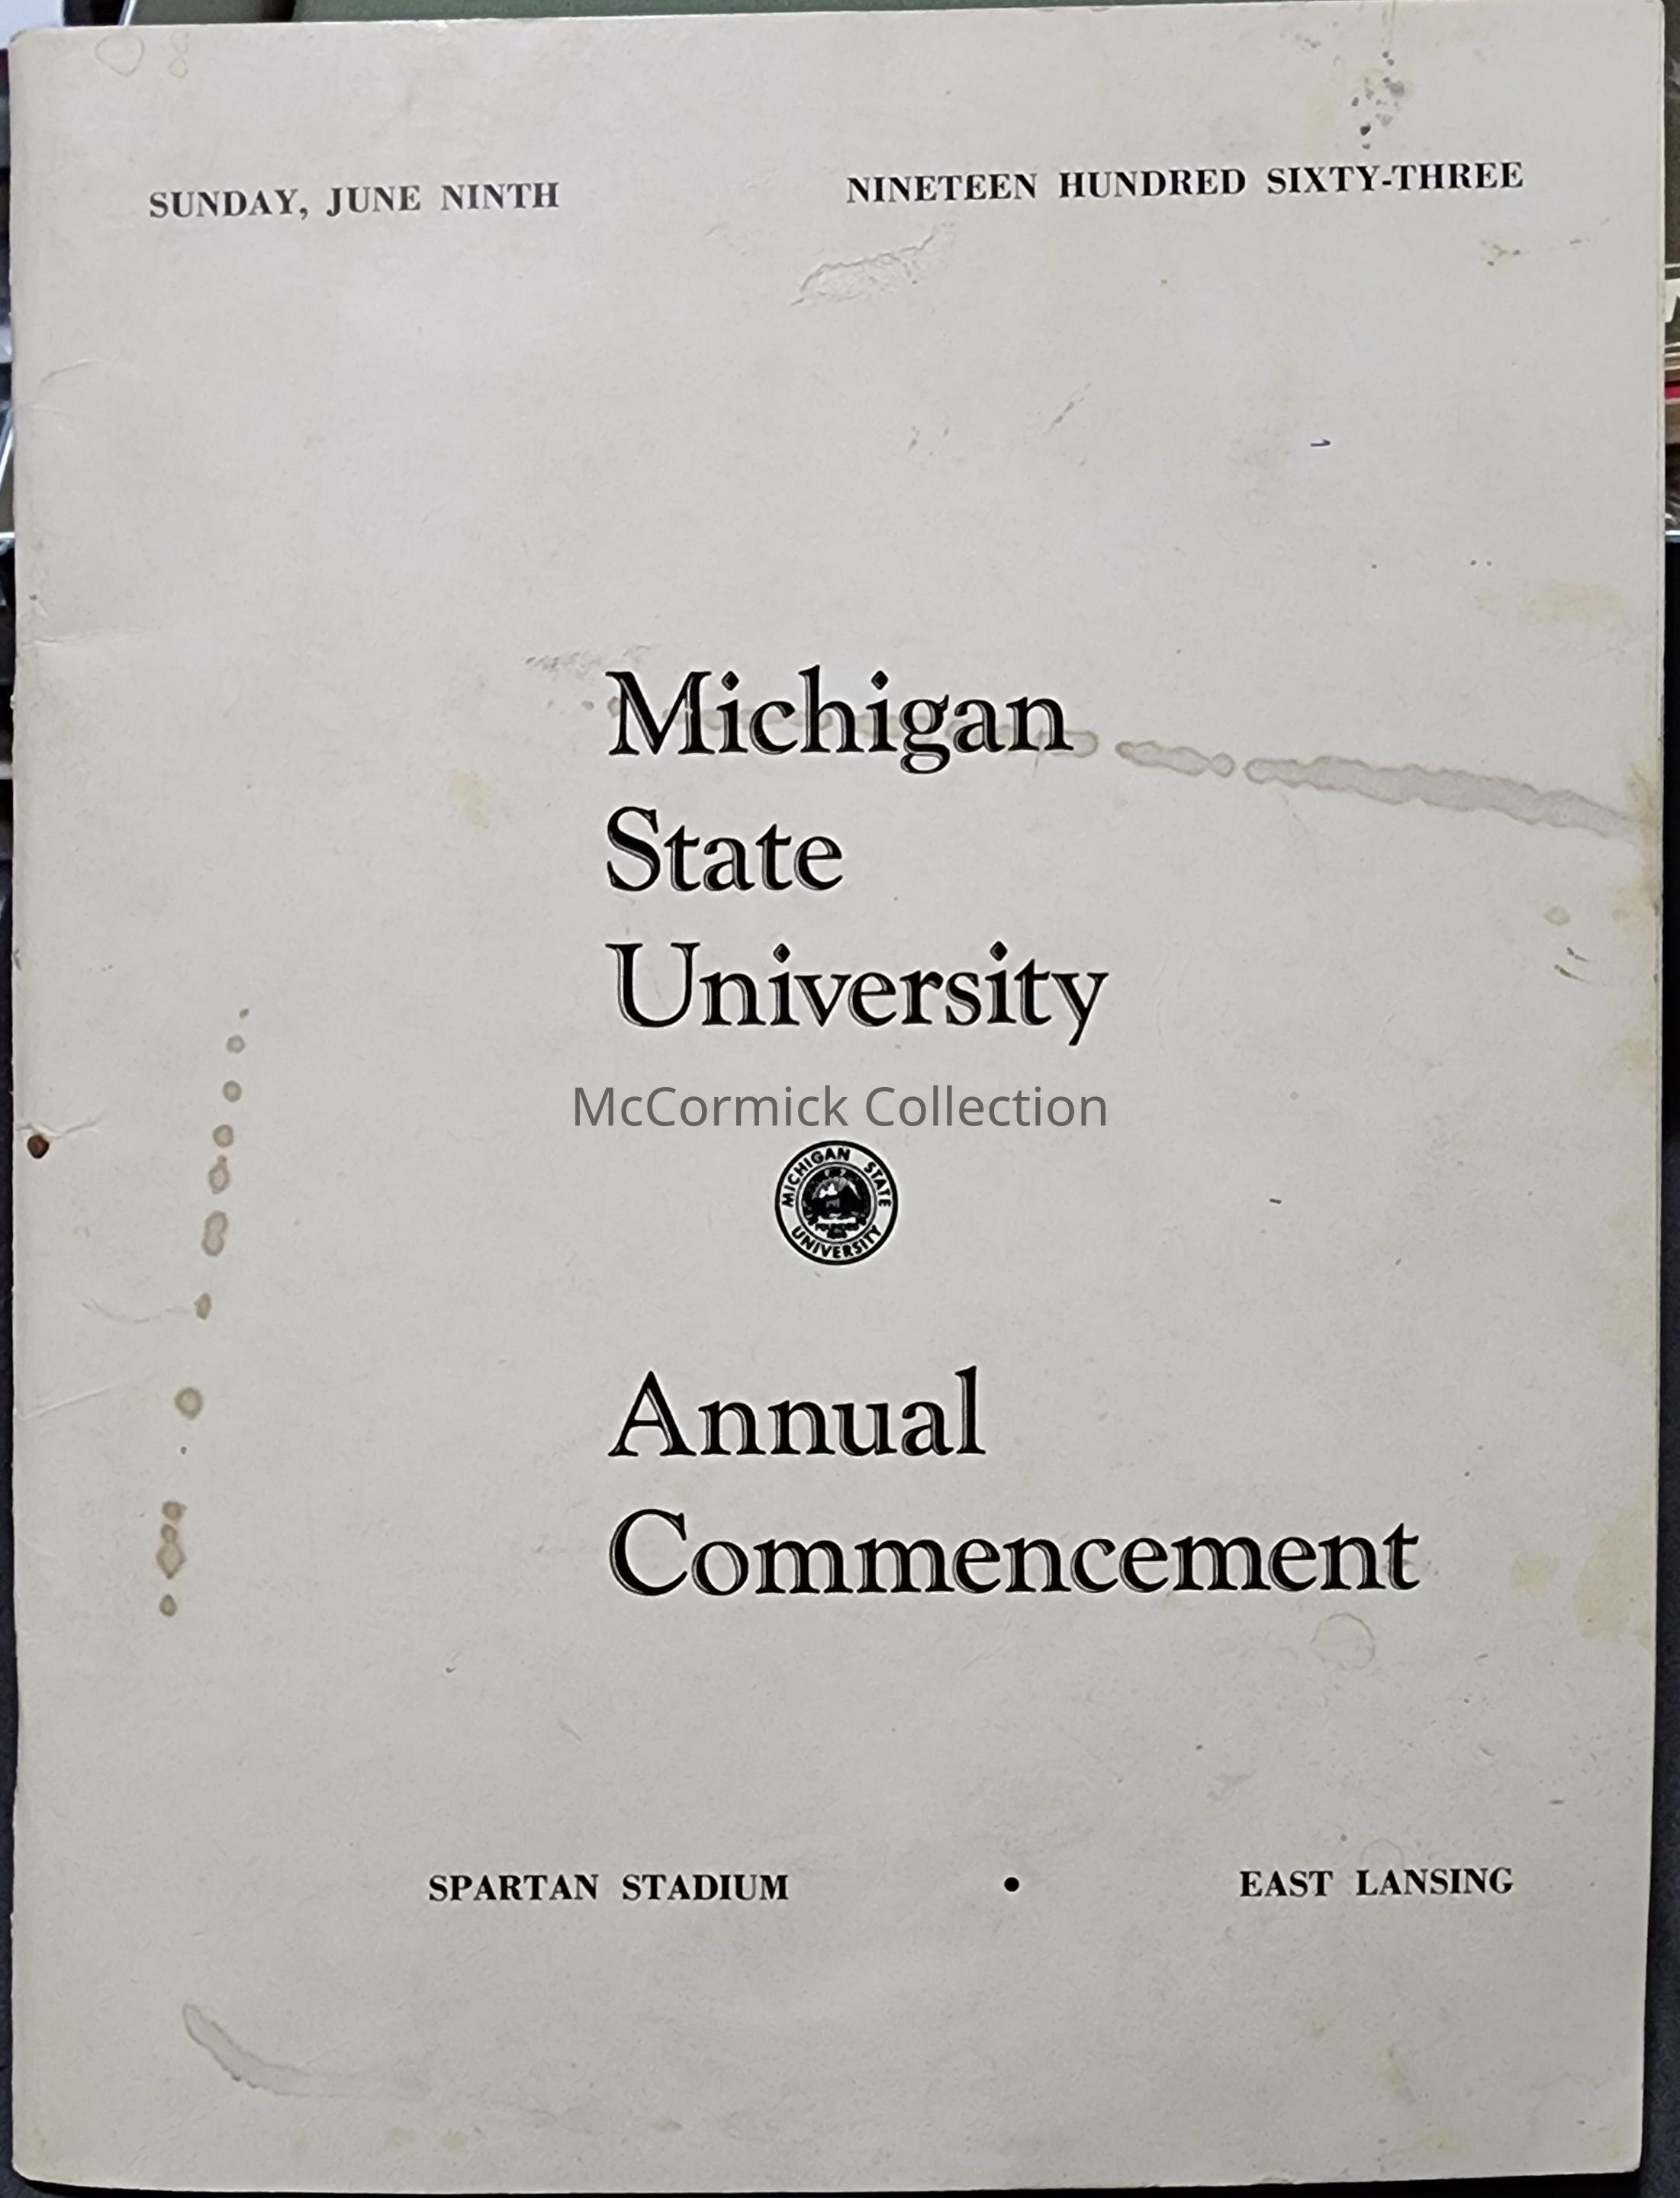 SUNDAY, JUNE NINTH NINETEEN HUNDRED SIXTY-THREE
Michigan
State
University
McCormick Collection
MICHIGAN STATE
UNIVERSITY
Annual
Commencement
SPARTAN STADIUM • EAST LANSING